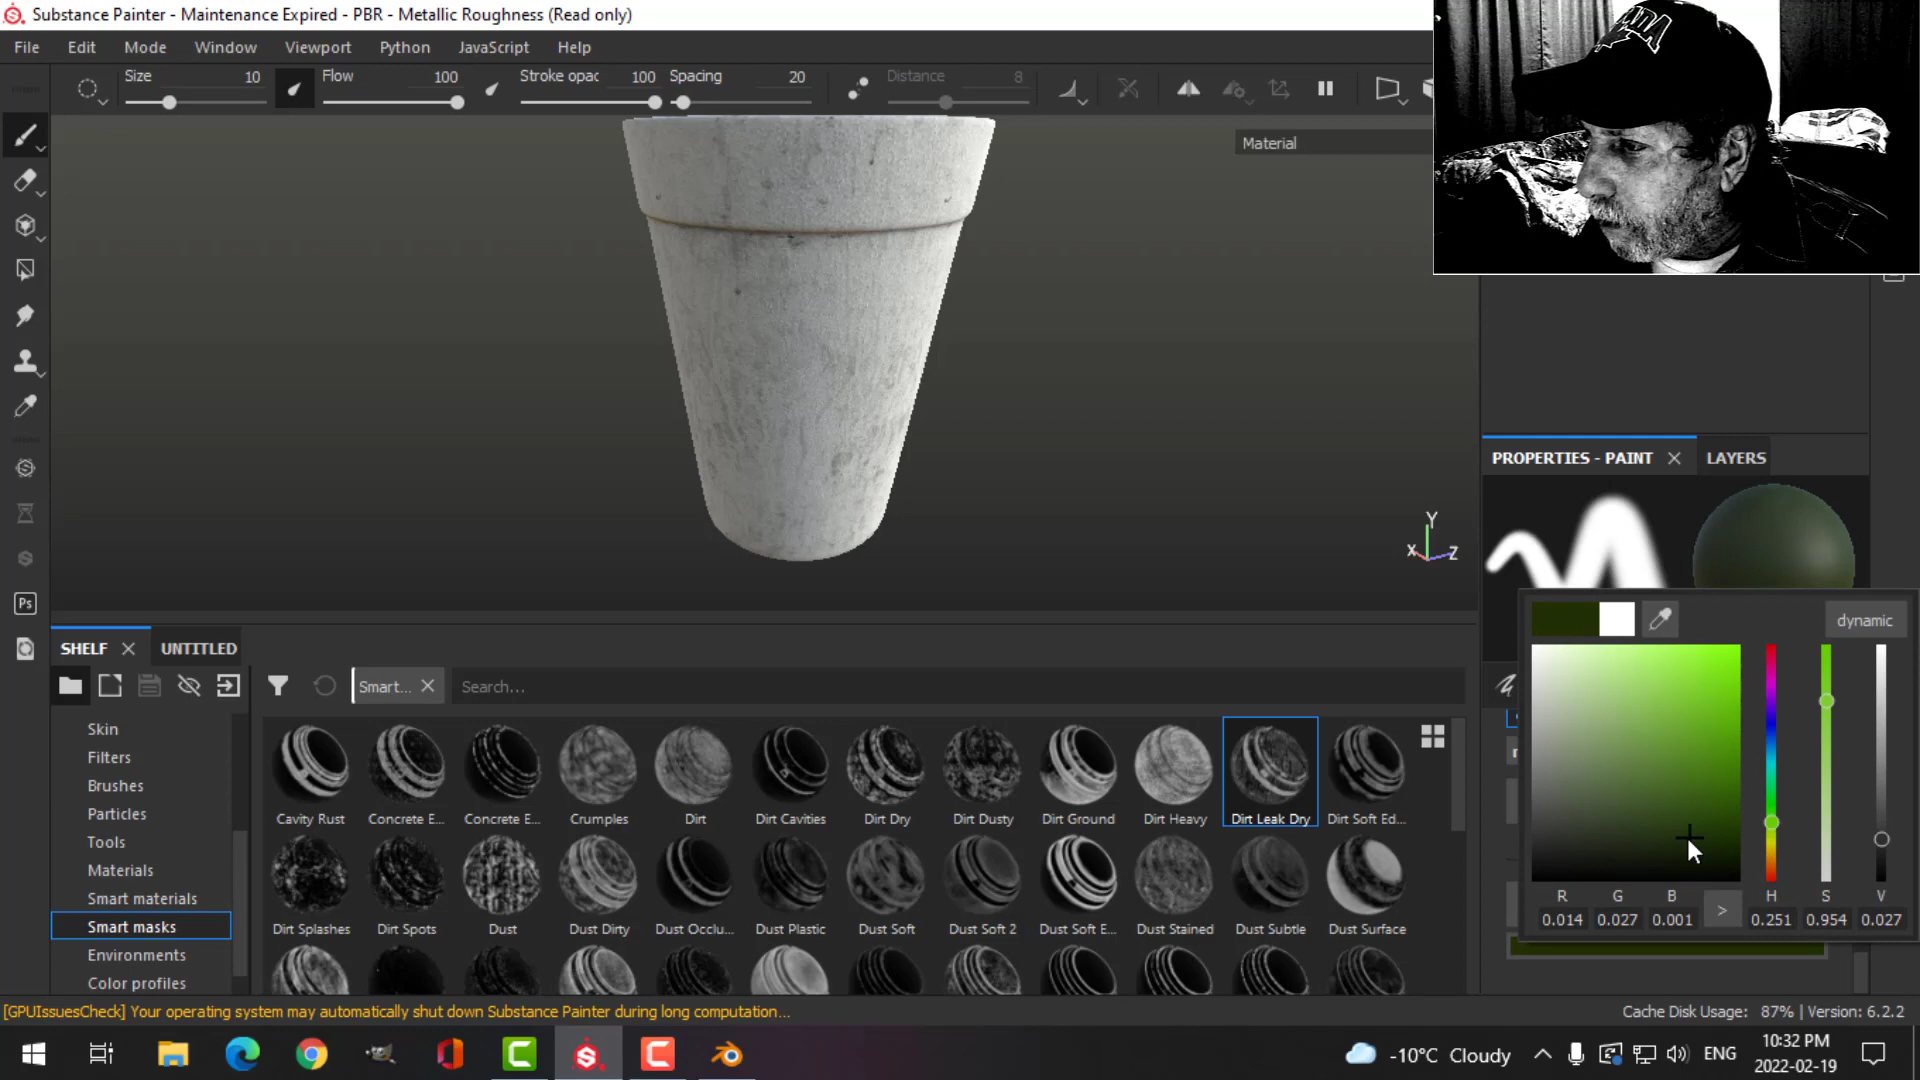 Substance Painter - Maintenance Expired - PBR - Metallic Roughness (Read only)
File Edit Mode Window Viewport Python JavaScript Help
Size 10 Flow 100 Stroke opac 100 Spacing 20 Distance 8
Material
Y
X Z
PROPERTIES - PAINT LAYERS
dynamic
SHELF UNTITLED
Smart... Search...
Skin
Filters
Brushes
Particles
Tools
Materials
Smart materials
Smart masks
Environments
Color profiles
Cavity Rust Concrete E... Concrete E... Crumples Dirt Dirt Cavities Dirt Dry Dirt Dusty Dirt Ground Dirt Heavy Dirt Leak Dry Dirt Soft Ed...
Dirt Splashes Dirt Spots Dust Dust Dirty Dust Occlu... Dust Plastic Dust Soft Dust Soft 2 Dust Soft E... Dust Stained Dust Subtle Dust Surface
R G B > H S V
0.014 0.027 0.001 0.251 0.954 0.027
Ps
[GPUIssuesCheck] Your operating system may automatically shut down Substance Painter during long computation...
Cache Disk Usage: 87% | Version: 6.2.2
-10°C Cloudy ENG 10:32 PM
2022-02-19